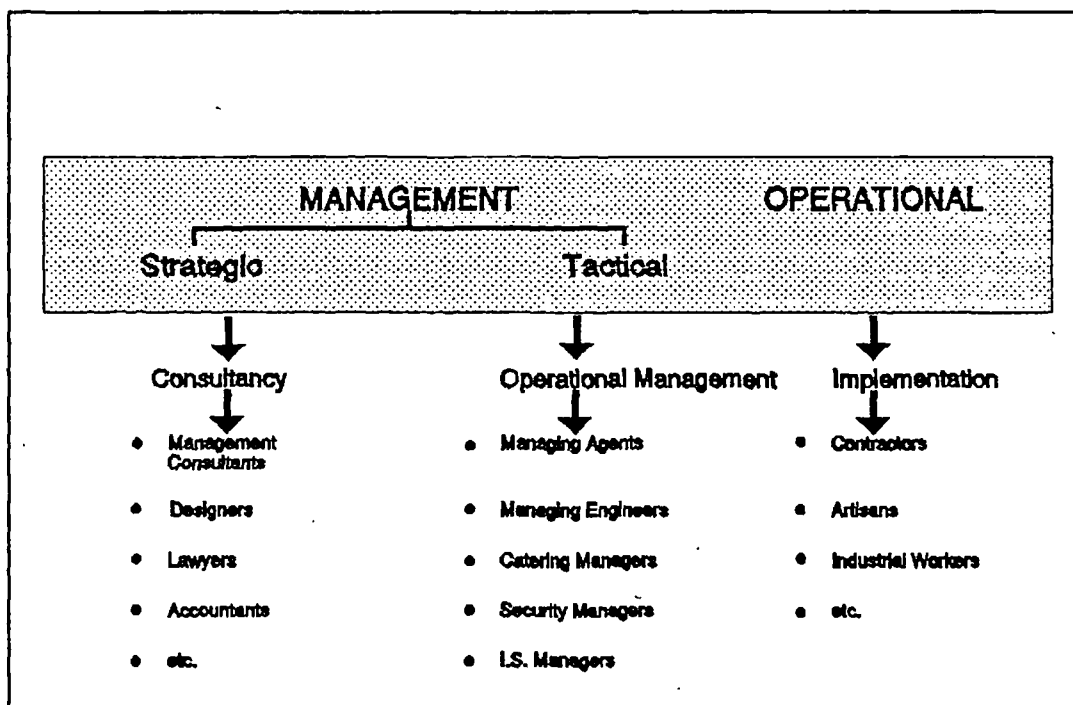 MANAGEMENT OPERATIONAL
Strategic Tactical
Consultancy Operational Management Implementation
• Management Consultants
• Designers
• Lawyers
• Accountants
• etc.
• Managing Agents
• Managing Engineers
• Catering Managers
• Security Managers
• I.S. Managers
• Contractors
• Artisans
• Industrial Workers
• etc.